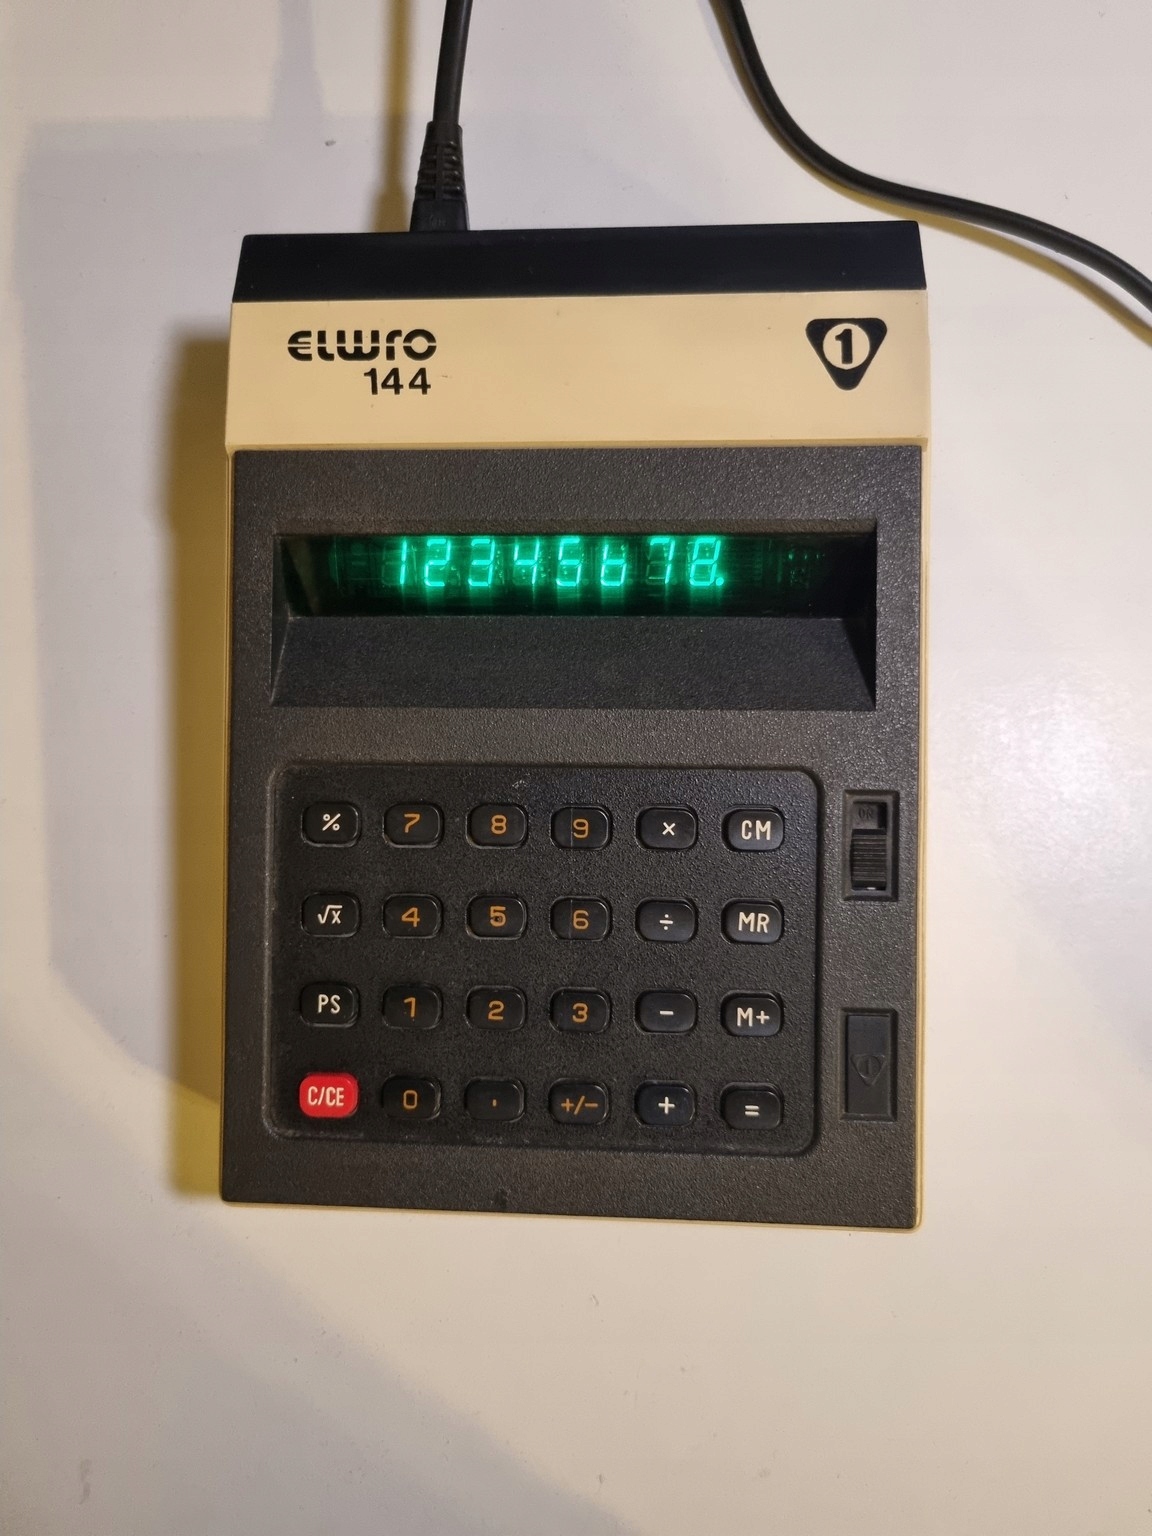 ELWRO
144
1
12345678.
% 7 8 9 × CM
√x 4 5 6 ÷ MR
PS 1 2 3 − M+
C/CE 0 . +/− + =